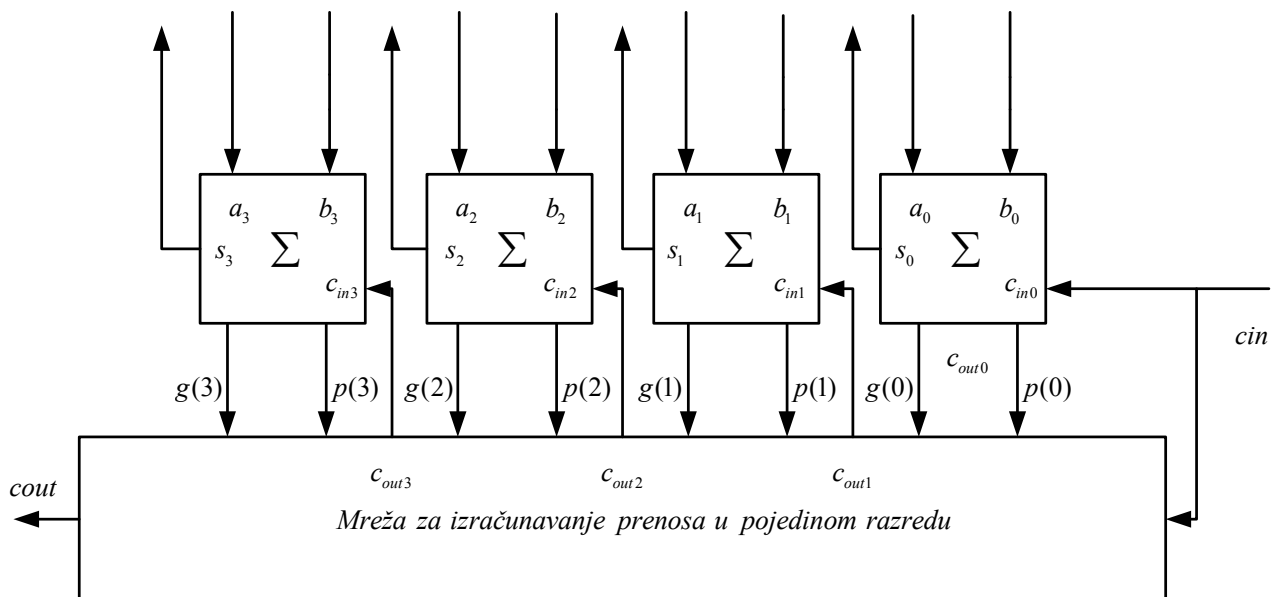 a3 b3 a2 b2 a1 b1 a0 b0
s3 Σ s2 Σ s1 Σ s0 Σ
cin3 cin2 cin1 cin0
cin
cout0
g(3) p(3) g(2) p(2) g(1) p(1) g(0) p(0)
cout3 cout2 cout1
cout
Mreža za izračunavanje prenosa u pojedinom razredu